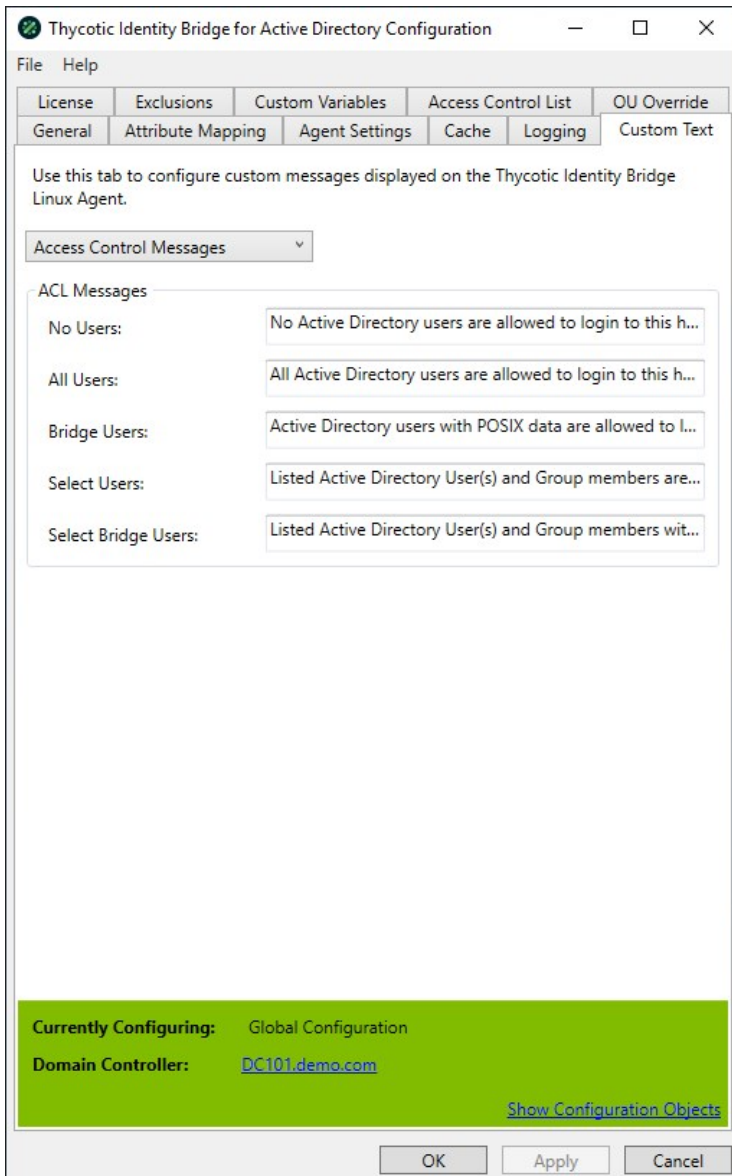 Thycotic Identity Bridge for Active Directory Configuration
File Help
License Exclusions Custom Variables Access Control List OU Override
General Attribute Mapping Agent Settings Cache Logging Custom Text
Use this tab to configure custom messages displayed on the Thycotic Identity Bridge
Linux Agent.
Access Control Messages
ACL Messages
No Users: No Active Directory users are allowed to login to this h...
All Users: All Active Directory users are allowed to login to this h...
Bridge Users: Active Directory users with POSIX data are allowed to l...
Select Users: Listed Active Directory User(s) and Group members are...
Select Bridge Users: Listed Active Directory User(s) and Group members wit...
Currently Configuring: Global Configuration
Domain Controller: DC101.demo.com
Show Configuration Objects
OK Apply Cancel